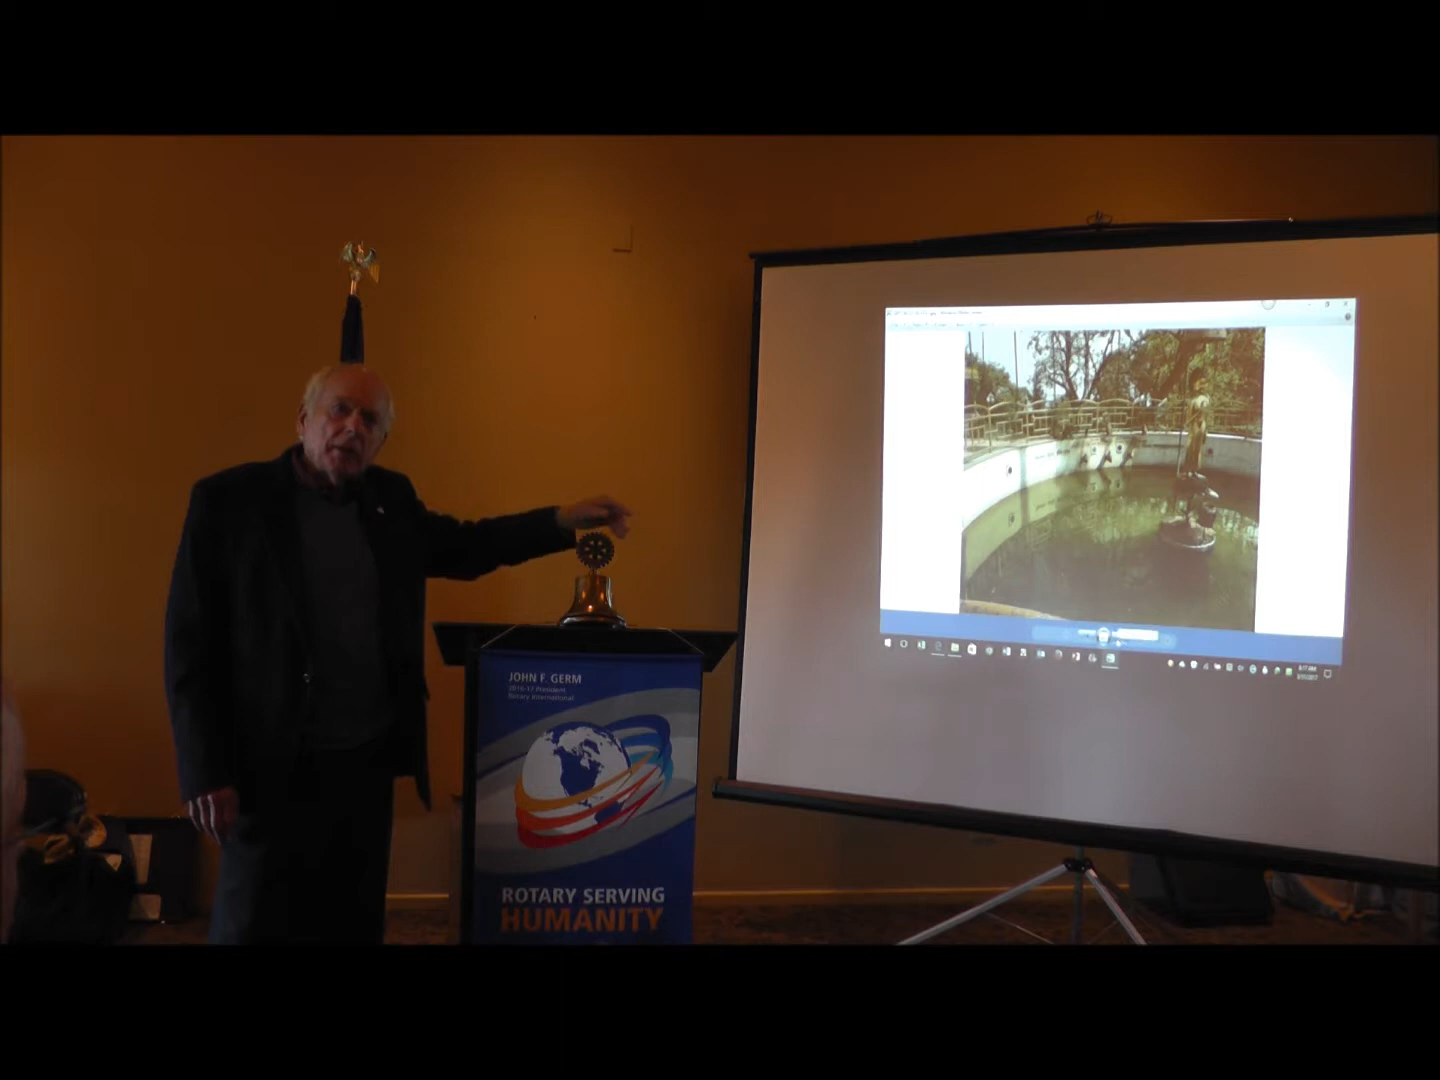 JOHN F. GERM
2016-17 President
Rotary International
ROTARY SERVING
HUMANITY